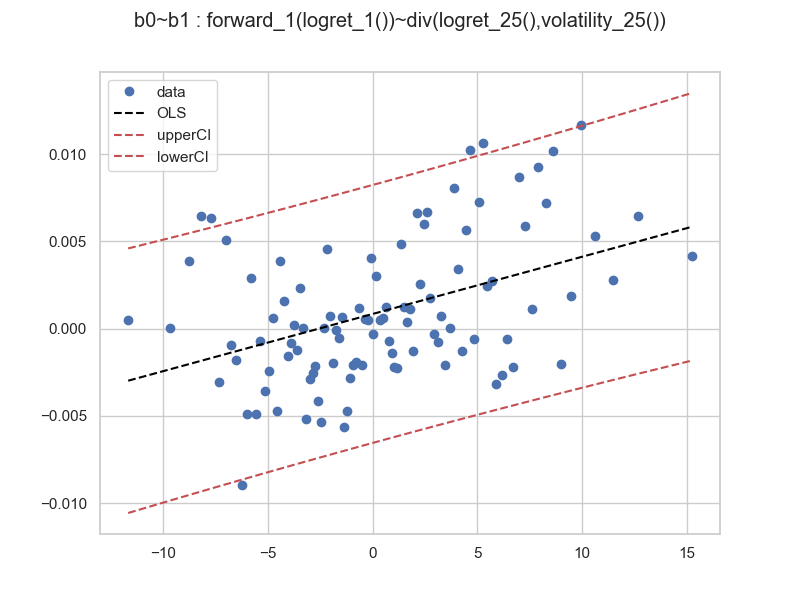 b0~b1 : forward_1(logret_1())~div(logret_25(),volatility_25())
data
OLS
upperCI
lowerCI
0.010
0.005
0.000
−0.005
−0.010
−10
−5
0
5
10
15